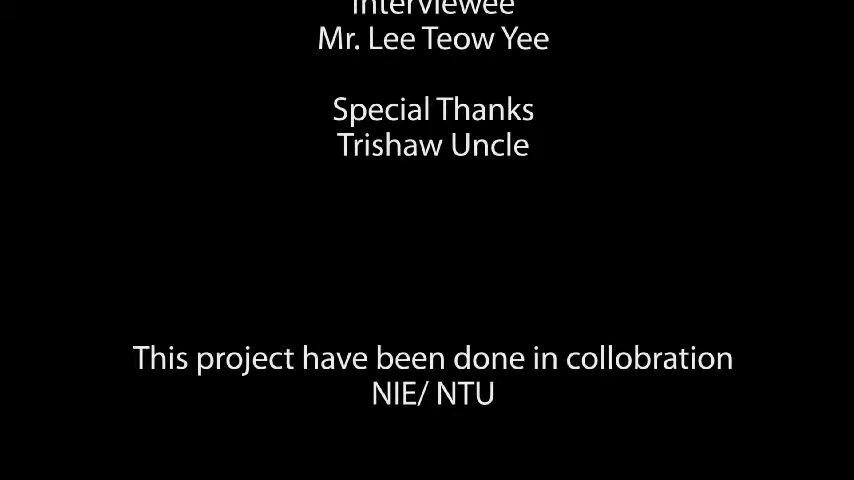 Interviewee
Mr. Lee Teow Yee
Special Thanks
Trishaw Uncle
This project have been done in collobration
NIE/ NTU